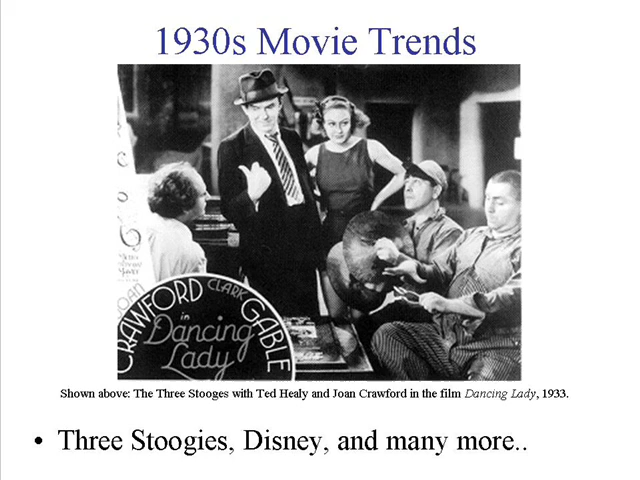 1930s Movie Trends
JOAN
CRAWFORD
CLARK
GABLE
in
Dancing
Lady
Shown above: The Three Stooges with Ted Healy and Joan Crawford in the film Dancing Lady, 1933.
• Three Stoogies, Disney, and many more..